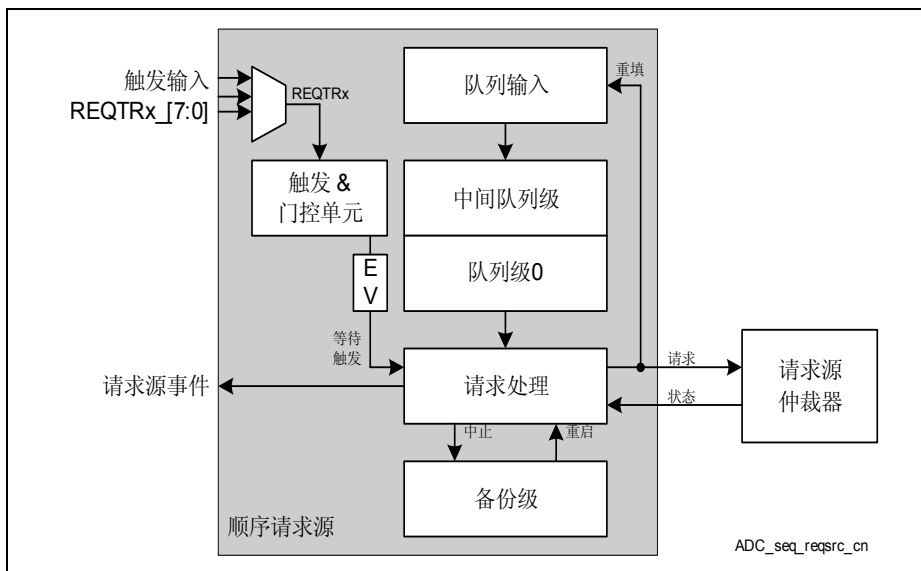 触发输入
REQTRx_[7:0]
REQTRx
触发 &
门控单元
E
V
等待
触发
队列输入
重填
中间队列级
队列级0
请求处理
请求源事件
请求
状态
请求源
仲裁器
中止
重启
备份级
顺序请求源
ADC_seq_reqsrc_cn